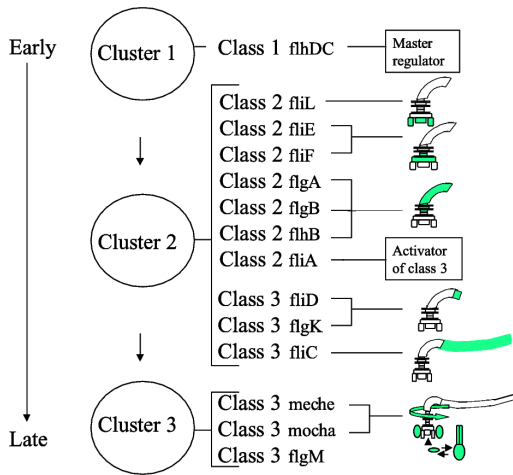 Early
Cluster 1
Class 1 flhDC
Master
regulator
Class 2 fliL
Class 2 fliE
Class 2 fliF
Class 2 flgA
Class 2 flgB
Class 2 flhB
Class 2 fliA
Cluster 2
Activator
of class 3
Class 3 fliD
Class 3 flgK
Class 3 fliC
Cluster 3
Class 3 meche
Class 3 mocha
Class 3 flgM
Late